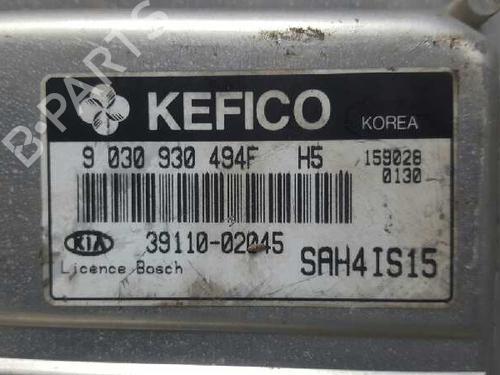 KEFICO KOREA
9 030 930 494F H5 159028
0130
KIA 39110-02045
Licence Bosch SAH4IS15
B-PARTS